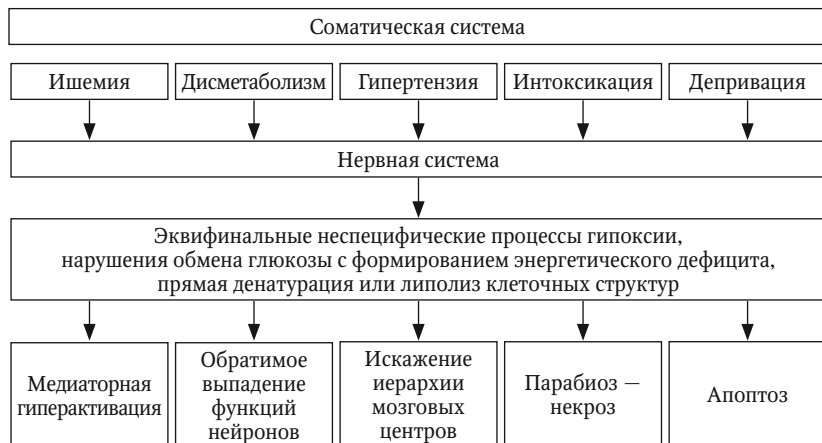 Соматическая система
Ишемия
Дисметаболизм
Гипертензия
Интоксикация
Депривация
Нервная система
Эквифинальные неспецифические процессы гипоксии,
нарушения обмена глюкозы с формированием энергетического дефицита,
прямая денатурация или липолиз клеточных структур
Медиаторная
гиперактивация
Обратимое
выпадение
функций
нейронов
Искажение
иерархии
мозговых
центров
Парабиоз —
некроз
Апоптоз